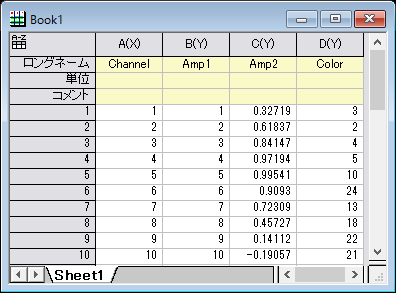 Book1
A(X) B(Y) C(Y) D(Y)
ロングネーム Channel Amp1 Amp2 Color
単位
コメント
1 1 1 0.32719 3
2 2 2 0.61837 2
3 3 3 0.84147 4
4 4 4 0.97194 5
5 5 5 0.99541 10
6 6 6 0.9093 24
7 7 7 0.72309 13
8 8 8 0.45727 18
9 9 9 0.14112 22
10 10 10 -0.19057 21
Sheet1